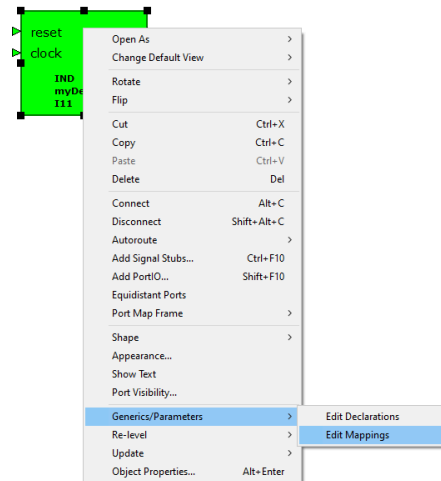 reset
clock
IND
myDe
I11
Open As
Change Default View
Rotate
Flip
Cut Ctrl+X
Copy Ctrl+C
Paste Ctrl+V
Delete Del
Connect Alt+C
Disconnect Shift+Alt+C
Autoroute
Add Signal Stubs... Ctrl+F10
Add PortIO... Shift+F10
Equidistant Ports
Port Map Frame
Shape
Appearance...
Show Text
Port Visibility...
Generics/Parameters
Edit Declarations
Re-level
Edit Mappings
Update
Object Properties... Alt+Enter